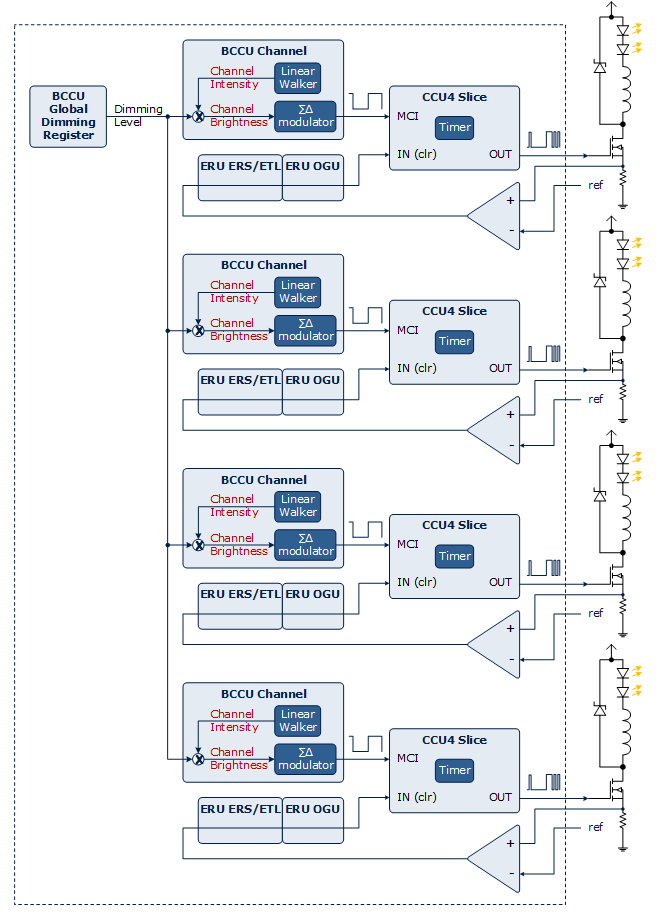 BCCU
Global
Dimming
Register
Dimming
Level
BCCU Channel
Channel
Intensity
Linear
Walker
Channel
Brightness
ΣΔ
modulator
CCU4 Slice
MCI
Timer
IN (clr)
OUT
ERU ERS/ETL
ERU OGU
+
-
ref
BCCU Channel
Channel
Intensity
Linear
Walker
Channel
Brightness
ΣΔ
modulator
CCU4 Slice
MCI
Timer
IN (clr)
OUT
ERU ERS/ETL
ERU OGU
+
-
ref
BCCU Channel
Channel
Intensity
Linear
Walker
Channel
Brightness
ΣΔ
modulator
CCU4 Slice
MCI
Timer
IN (clr)
OUT
ERU ERS/ETL
ERU OGU
+
-
ref
BCCU Channel
Channel
Intensity
Linear
Walker
Channel
Brightness
ΣΔ
modulator
CCU4 Slice
MCI
Timer
IN (clr)
OUT
ERU ERS/ETL
ERU OGU
+
-
ref